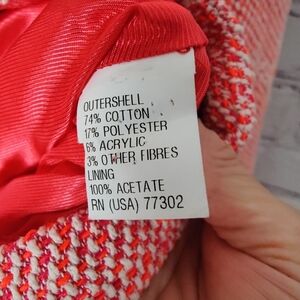 OUTERSHELL
74% COTTON
17% POLYESTER
6% ACRYLIC
3% OTHER FIBRES
LINING
100% ACETATE
RN (USA) 77302